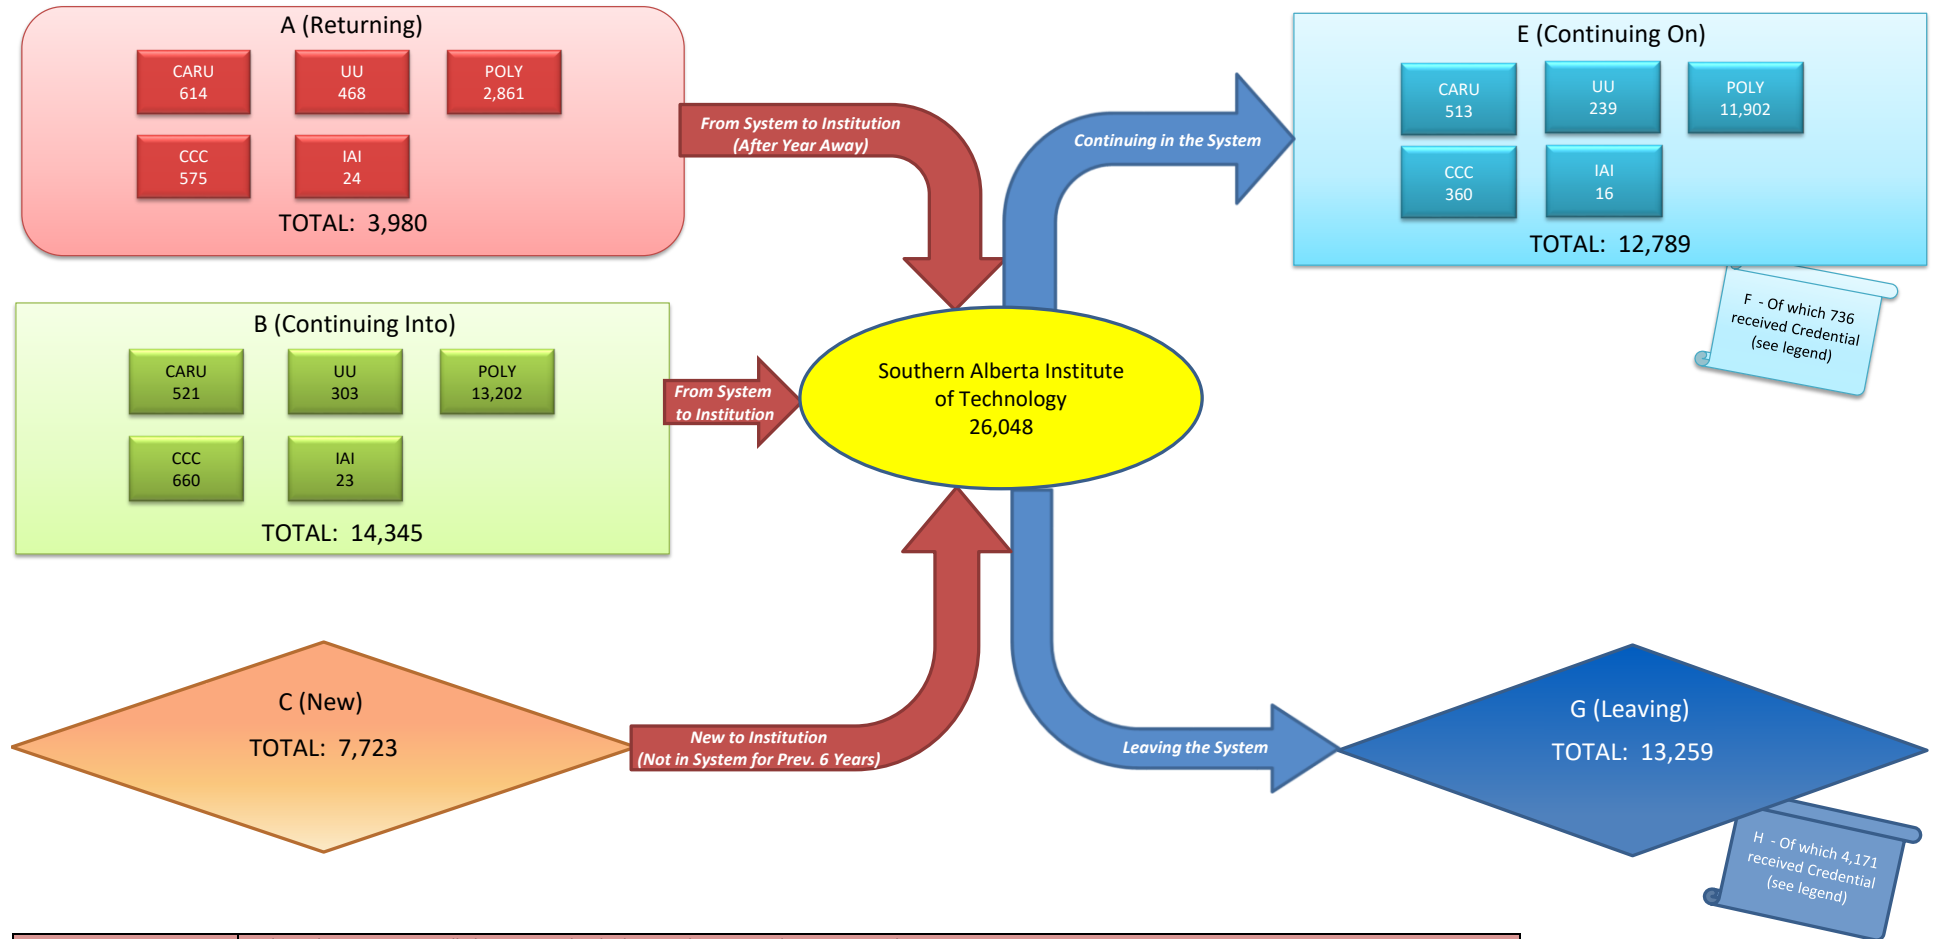 A (Returning)
CARU
614
UU
468
POLY
2,861
CCC
575
IAI
24
TOTAL: 3,980
From System to Institution
(After Year Away)
B (Continuing Into)
CARU
521
UU
303
POLY
13,202
CCC
660
IAI
23
TOTAL: 14,345
From System
to Institution
C (New)
TOTAL: 7,723
New to Institution
(Not in System for Prev. 6 Years)
Southern Alberta Institute
of Technology
26,048
Continuing in the System
E (Continuing On)
CARU
513
UU
239
POLY
11,902
CCC
360
IAI
16
TOTAL: 12,789
F - Of which 736
received Credential
(see legend)
Leaving the System
G (Leaving)
TOTAL: 13,259
H - Of which 4,171
received Credential
(see legend)